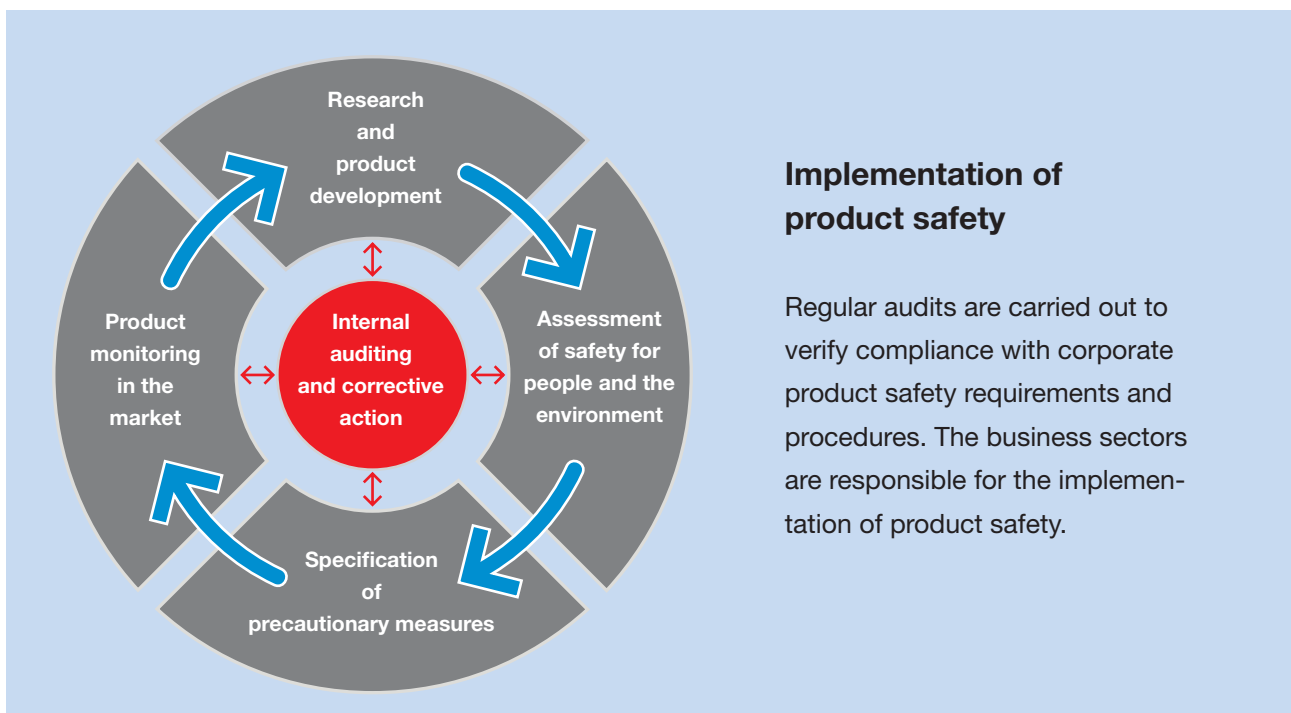 Research
and
product
development
Assessment
of safety for
people and the
environment
Specification
of
precautionary measures
Product
monitoring
in the
market
Internal
auditing
and corrective
action
Implementation of
product safety
Regular audits are carried out to
verify compliance with corporate
product safety requirements and
procedures. The business sectors
are responsible for the implemen-
tation of product safety.